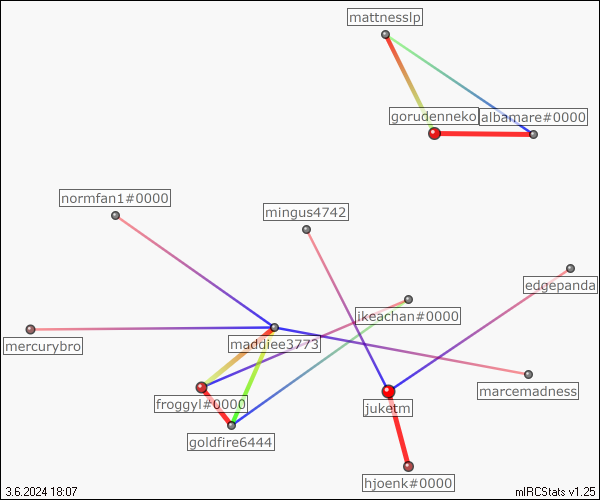 mattnesslp
gorudenneko
albamare#0000
normfan1#0000
mingus4742
edgepanda
ikeachan#0000
mercurybro
maddiee3773
marcemadness
froggyl#0000
juketm
goldfire6444
hjoenk#0000
3.6.2024 18:07
mIRCStats v1.25